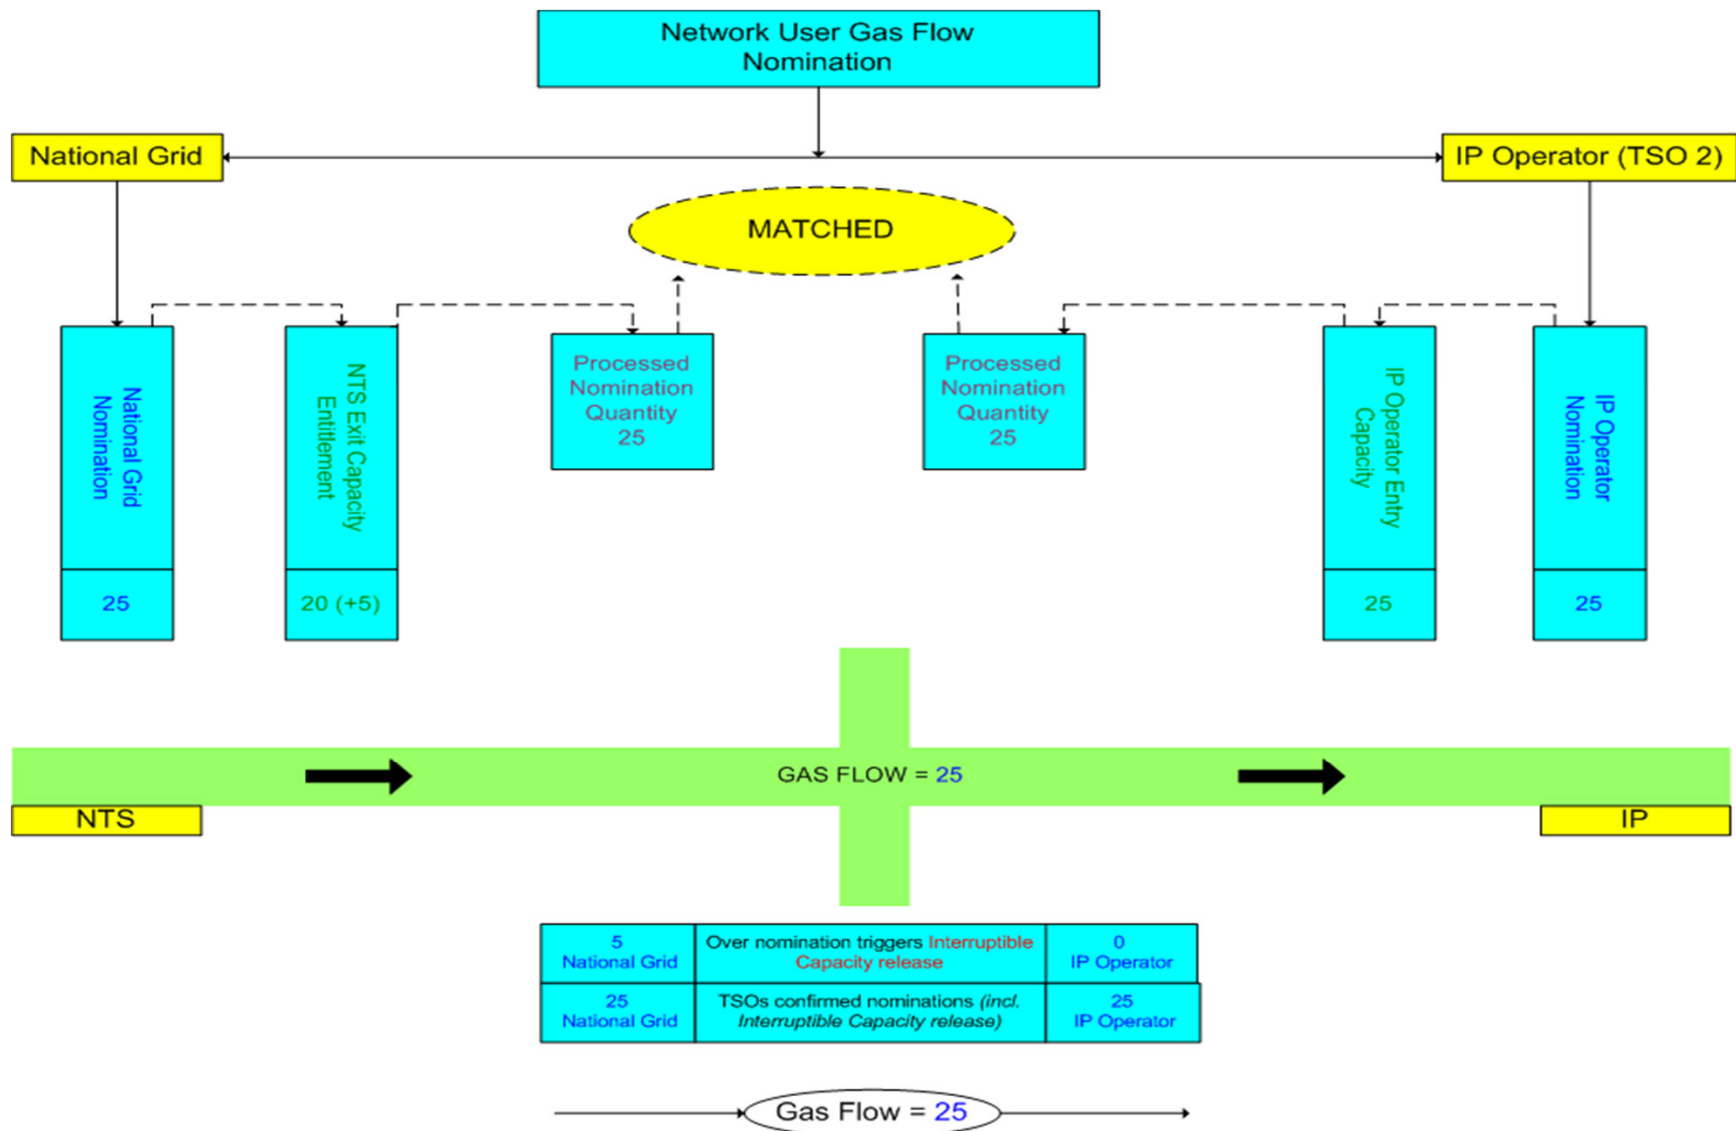 Network User Gas Flow
Nomination
National Grid
IP Operator (TSO 2)
MATCHED
National Grid
Nomination
25
NTS Exit Capacity
Entitlement
20 (+5)
Processed
Nomination
Quantity
25
Processed
Nomination
Quantity
25
IP Operator Entry
Capacity
25
IP Operator
Nomination
25
GAS FLOW = 25
NTS
IP
5
National Grid
Over nomination triggers Interruptible
Capacity release
0
IP Operator
25
National Grid
TSOs confirmed nominations (incl.
Interruptible Capacity release)
25
IP Operator
Gas Flow = 25